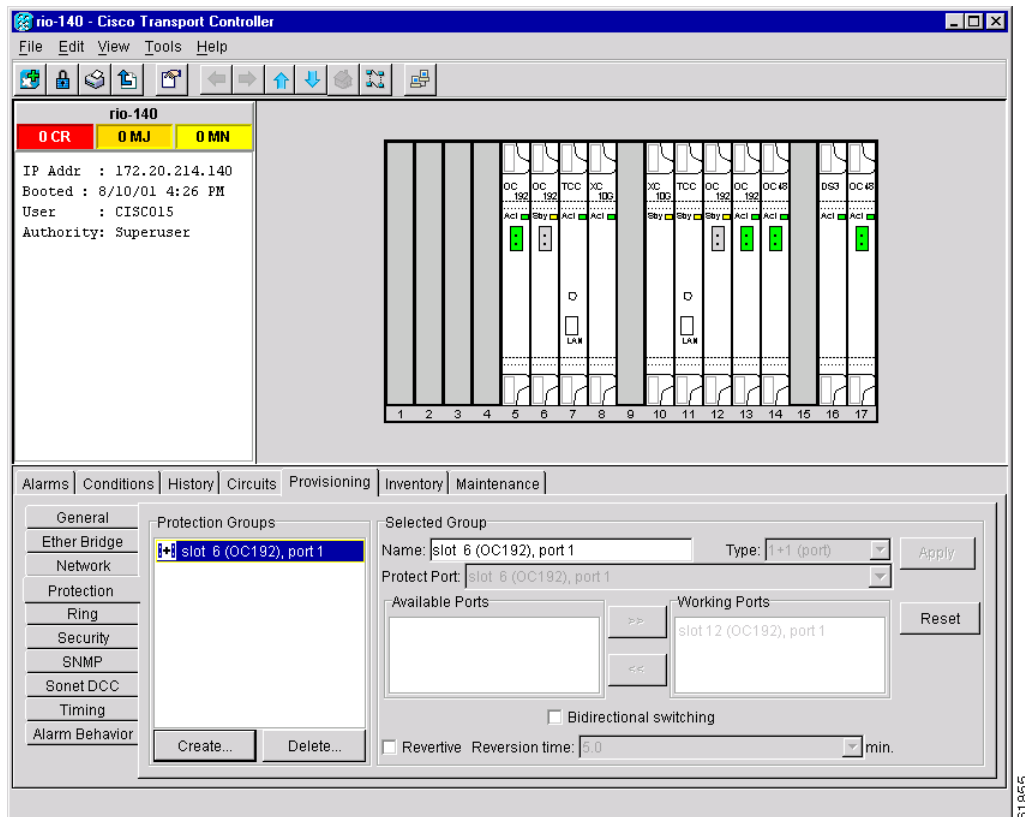 rio-140 - Cisco Transport Controller
File Edit View Tools Help
rio-140
0 CR 0 MJ 0 MN
IP Addr : 172.20.214.140
Booted : 8/10/01 4:26 PM
User : CISCO15
Authority: Superuser
OC 192 OC 192 TCC XC 10G XC 10G TCC OC 192 OC 192 OC48 DS3 OC48
Act Sby Act Act Sby Sby Sby Act Act Act Act
LAN LAN
1 2 3 4 5 6 7 8 9 10 11 12 13 14 15 16 17
Alarms Conditions History Circuits Provisioning Inventory Maintenance
General
Ether Bridge
Network
Protection
Ring
Security
SNMP
Sonet DCC
Timing
Alarm Behavior
Protection Groups
slot 6 (OC192), port 1
Create... Delete...
Selected Group
Name: slot 6 (OC192), port 1 Type: 1+1 (port) Apply
Protect Port: slot 6 (OC192), port 1
Available Ports Working Ports
>> slot 12 (OC192), port 1 Reset
<<
Bidirectional switching
Revertive Reversion time: 5.0 min.
61855